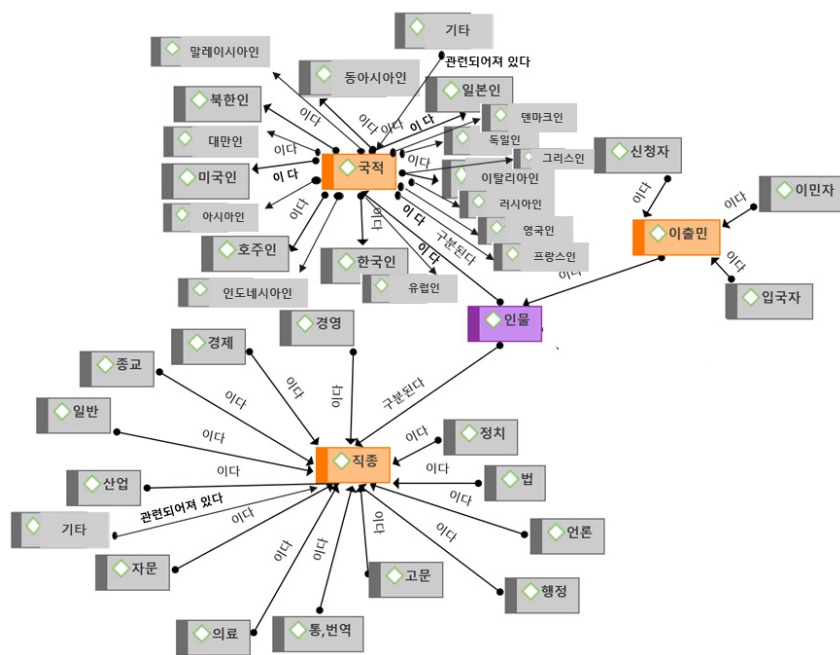 기타
말레이시아인
관련되어져 있다
동아시아인
일본인
북한인
이다
이다
이다
이 다
덴마크인
대만인
이다
독일인
국적
이다
그리스인
신청자
미국인
이 다
이탈리아인
이다
이민자
아시아인
이다
이다
이 다
러시아인
이다
영국인
이출민
호주인
한국인
이 다
구분된다
프랑스인
이다
인도네시아인
이다
유럽인
이다
입국자
경영
인물
경제
종교
이다
이다
이다
구분된다
일반
이다
정치
이다
직종
산업
이다
이다
법
관련되어져 있다
기타
이다
이다
이다
언론
자문
이다
이다
이다
고문
행정
의료
통,번역